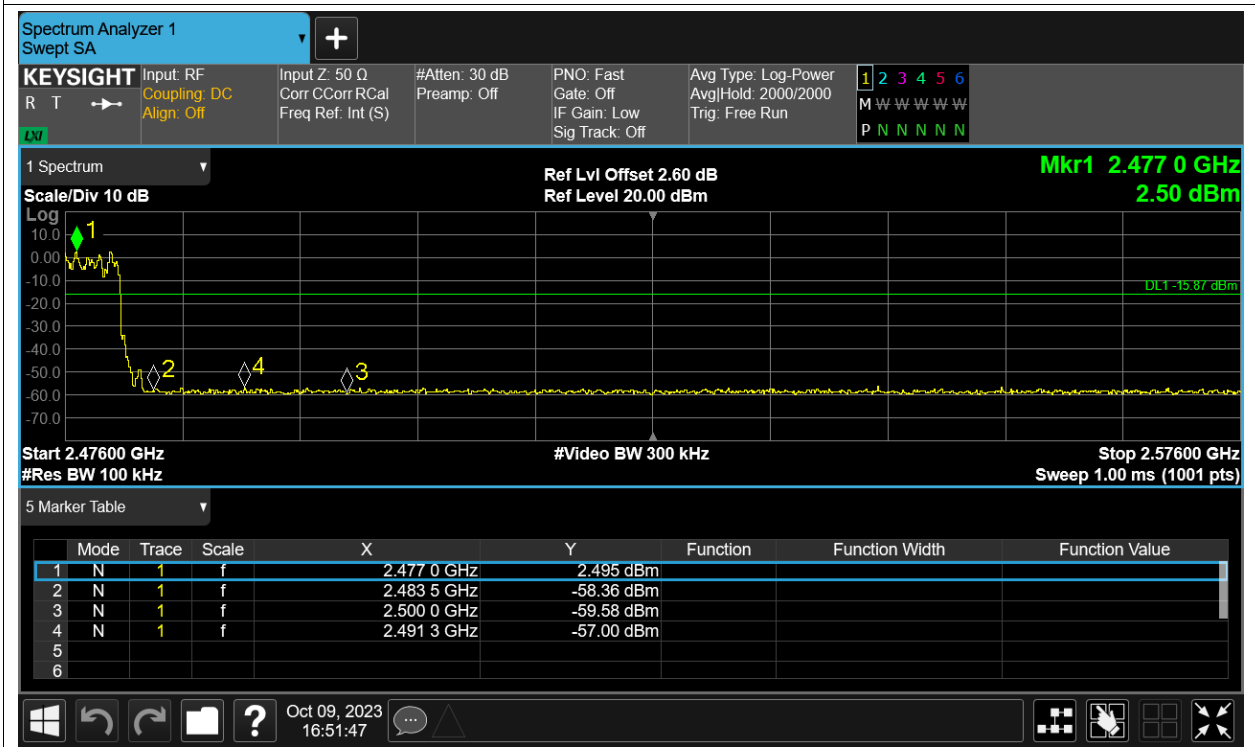 Spectrum Analyzer 1
Swept SA
KEYSIGHT Input: RF Input Z: 50 Ω #Atten: 30 dB PNO: Fast Avg Type: Log-Power 1 2 3 4 5 6
R T Coupling: DC Corr CCorr RCal Preamp: Off Gate: Off Avg|Hold: 2000/2000 M W W W W W
Align: Off Freq Ref: Int (S) IF Gain: Low Trig: Free Run
LXI Sig Track: Off P N N N N N
1 Spectrum Ref Lvl Offset 2.60 dB Mkr1 2.477 0 GHz
Scale/Div 10 dB Ref Level 20.00 dBm 2.50 dBm
Log
10.0 1
0.00
-10.0
DL1 -15.87 dBm
-20.0
-30.0
-40.0
-50.0 2 4 3
-60.0
-70.0
Start 2.47600 GHz #Video BW 300 kHz Stop 2.57600 GHz
#Res BW 100 kHz Sweep 1.00 ms (1001 pts)
5 Marker Table
Mode Trace Scale X Y Function Function Width Function Value
1 N 1 f 2.477 0 GHz 2.495 dBm
2 N 1 f 2.483 5 GHz -58.36 dBm
3 N 1 f 2.500 0 GHz -59.58 dBm
4 N 1 f 2.491 3 GHz -57.00 dBm
5
6
? Oct 09, 2023
16:51:47